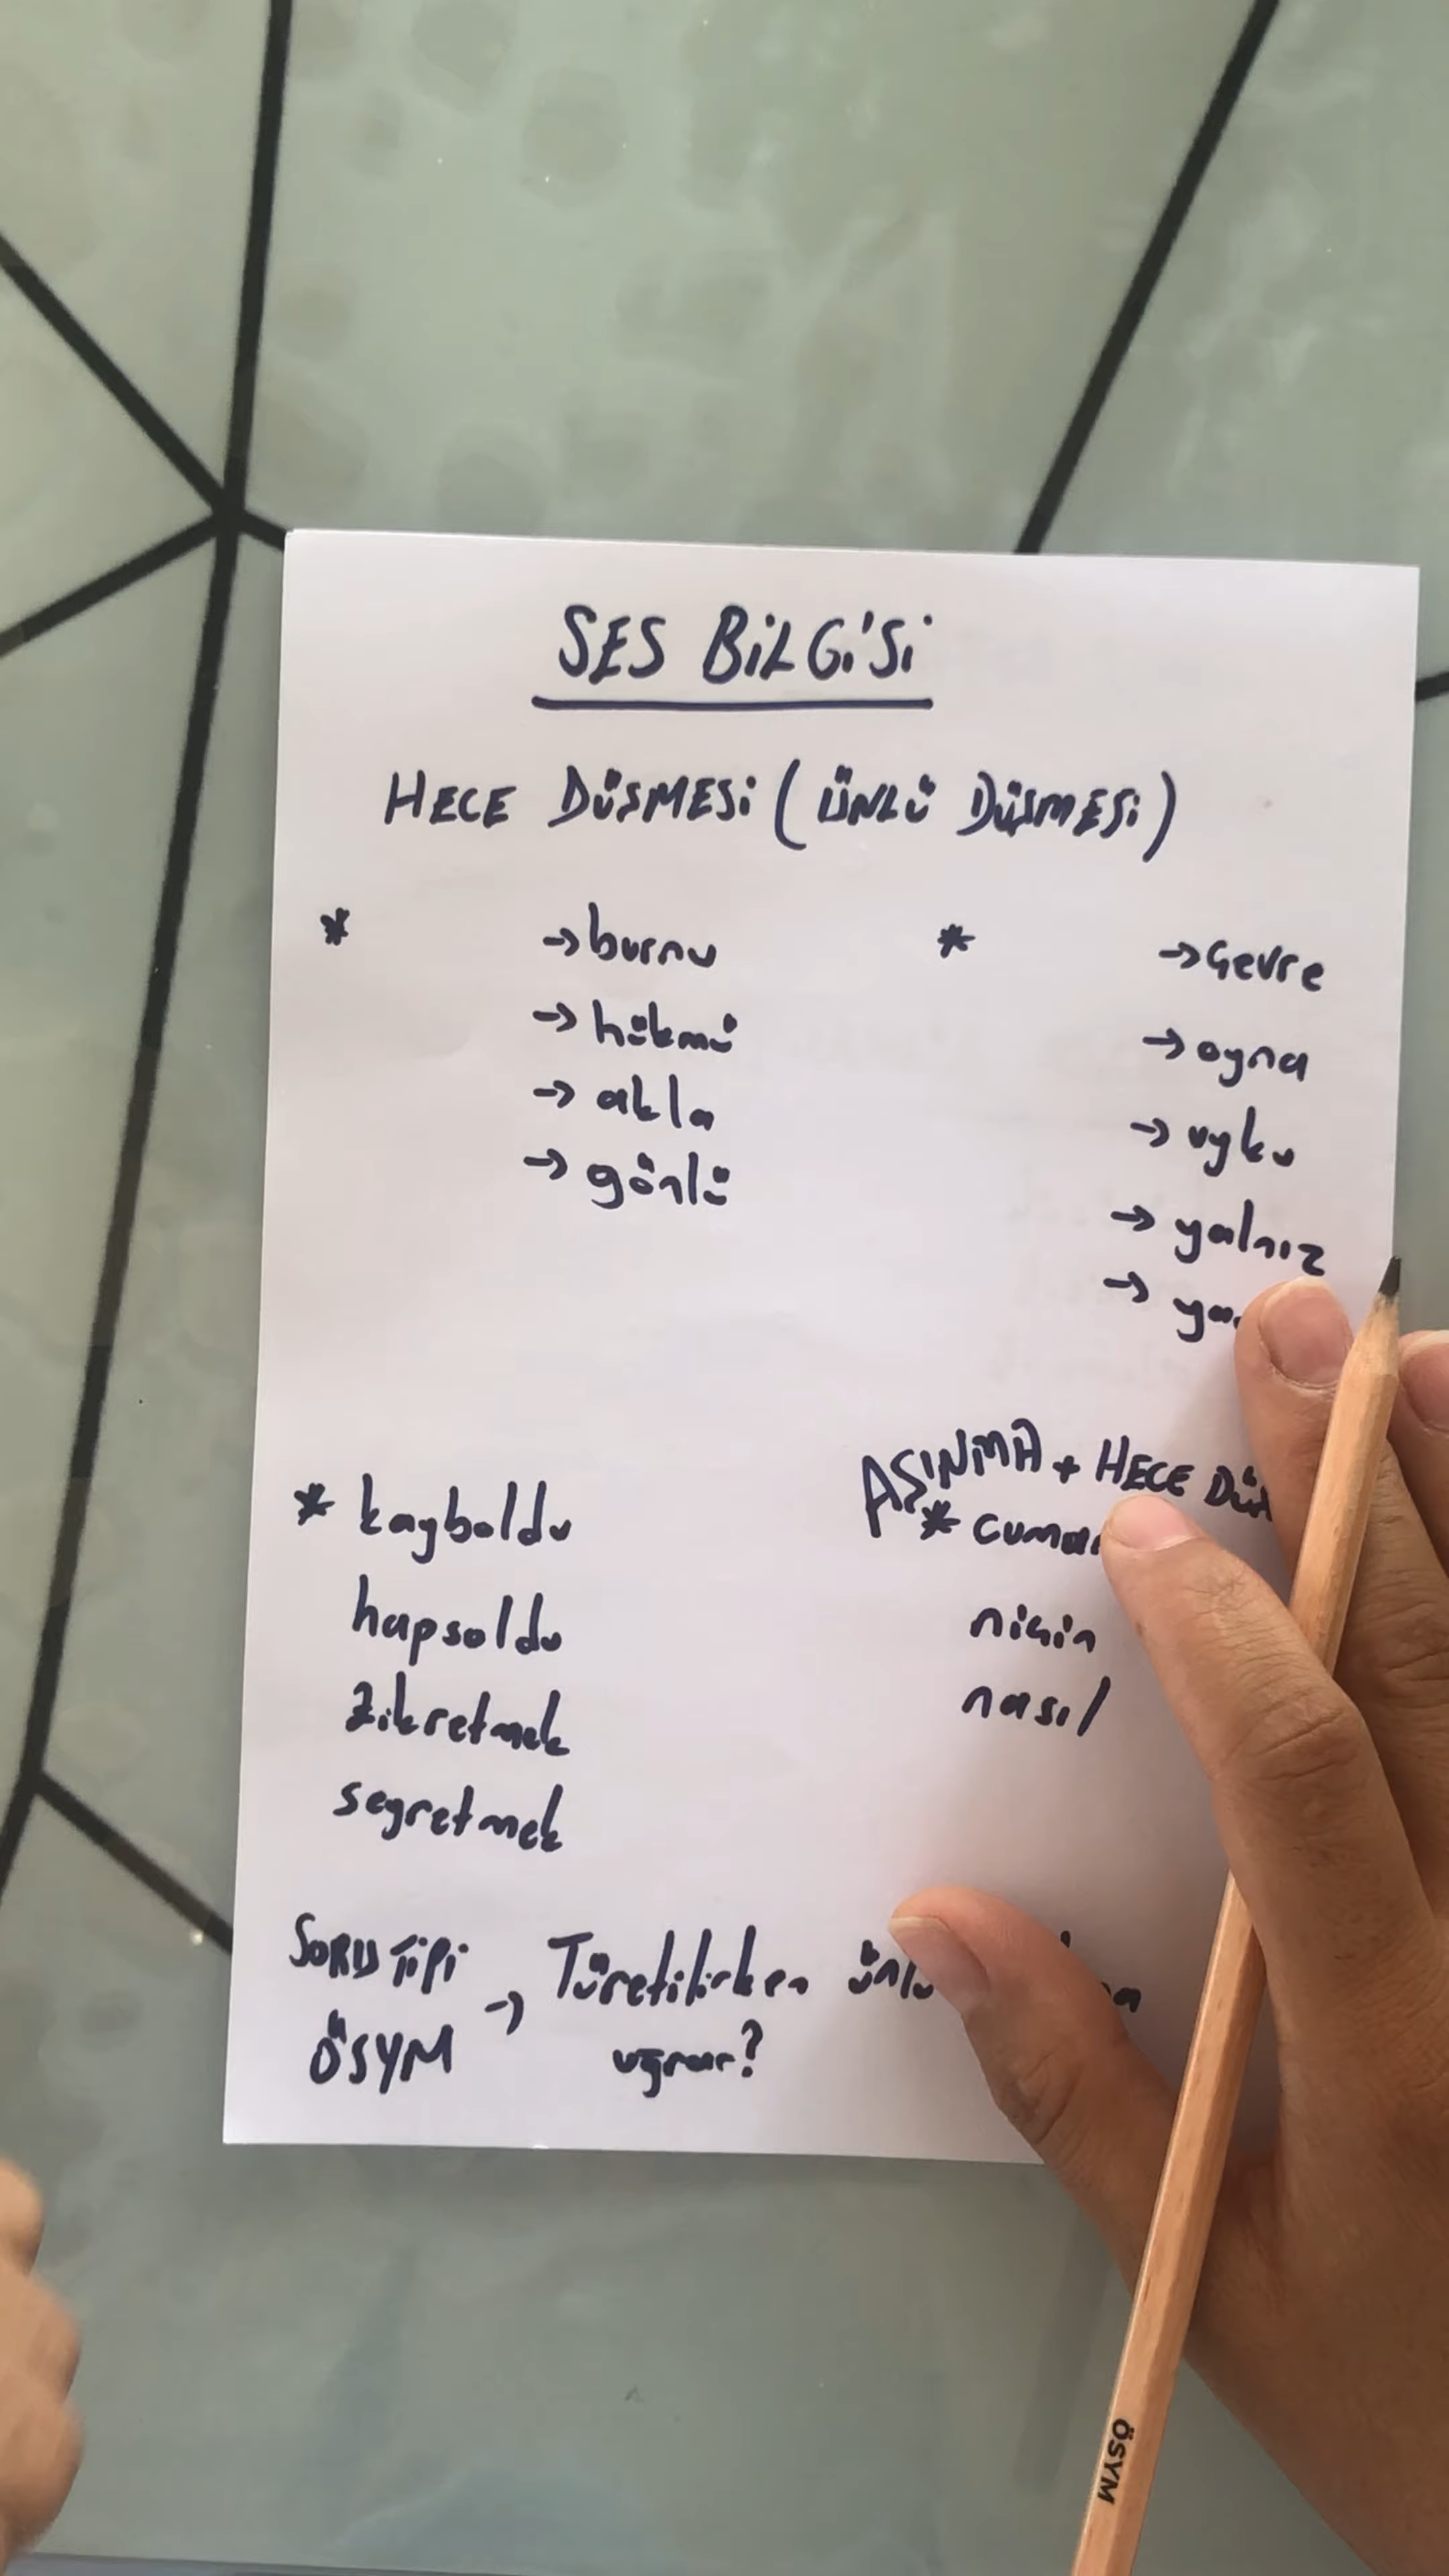 SES BİLGİSİ
HECE DÜŞMESİ (ÜNLÜ DÜŞMESİ)
* → burnu
→ hükmü
→ akla
→ gönlü
* → Çevre
→ oyna
→ uyku
→ yalnız
→
* kayboldu
hapsoldu
zikretmek
seyretmek
AŞINMA + HECE
*
niçin
nasıl
SORU TİPİ
ÖSYM → Türetilirken
uğrar?
ÖSYM